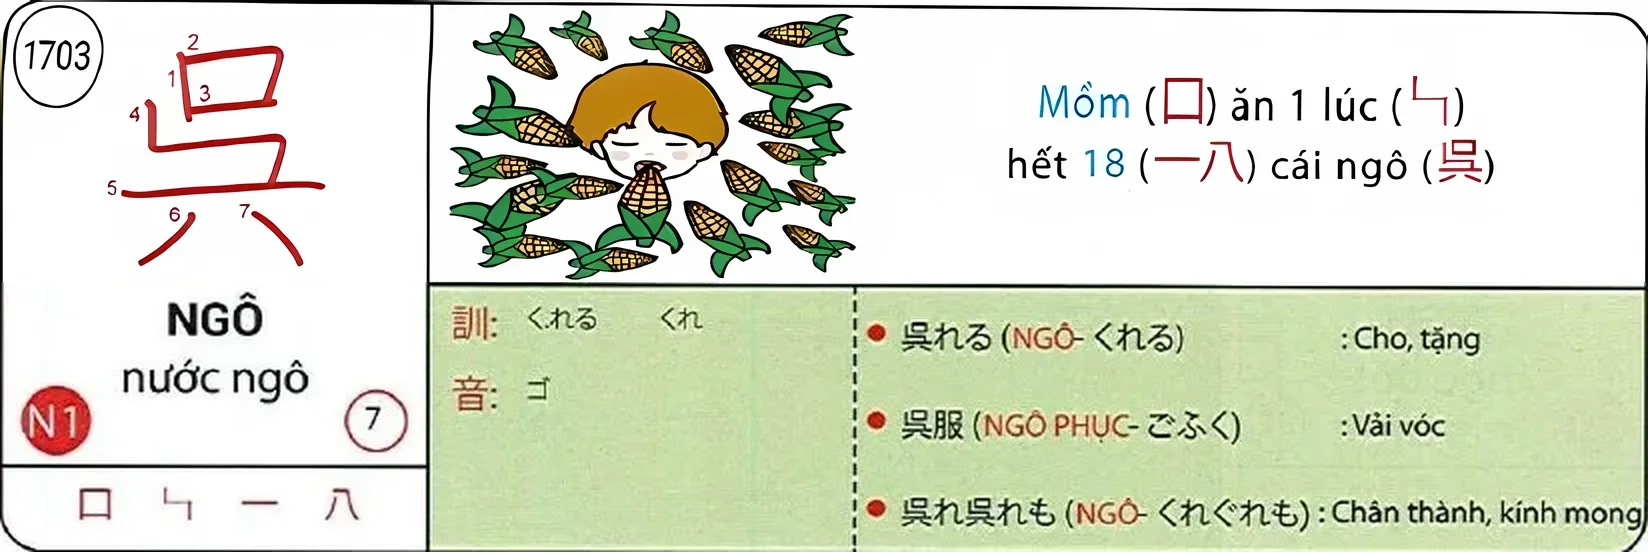 1703
2
1
3
4
呉
5
6
7
NGÔ
nước ngô
N1
7
口 ㄣ 一 八
Mồm (口) ăn 1 lúc (ㄣ)
hết 18 (一八) cái ngô (呉)
訓: くれる くれ
音: ゴ
呉れる (NGÔ- くれる) : Cho, tặng
呉服 (NGÔ PHỤC- ごふく) : Vải vóc
呉れ呉れも (NGÔ- くれぐれも) : Chân thành, kính mong